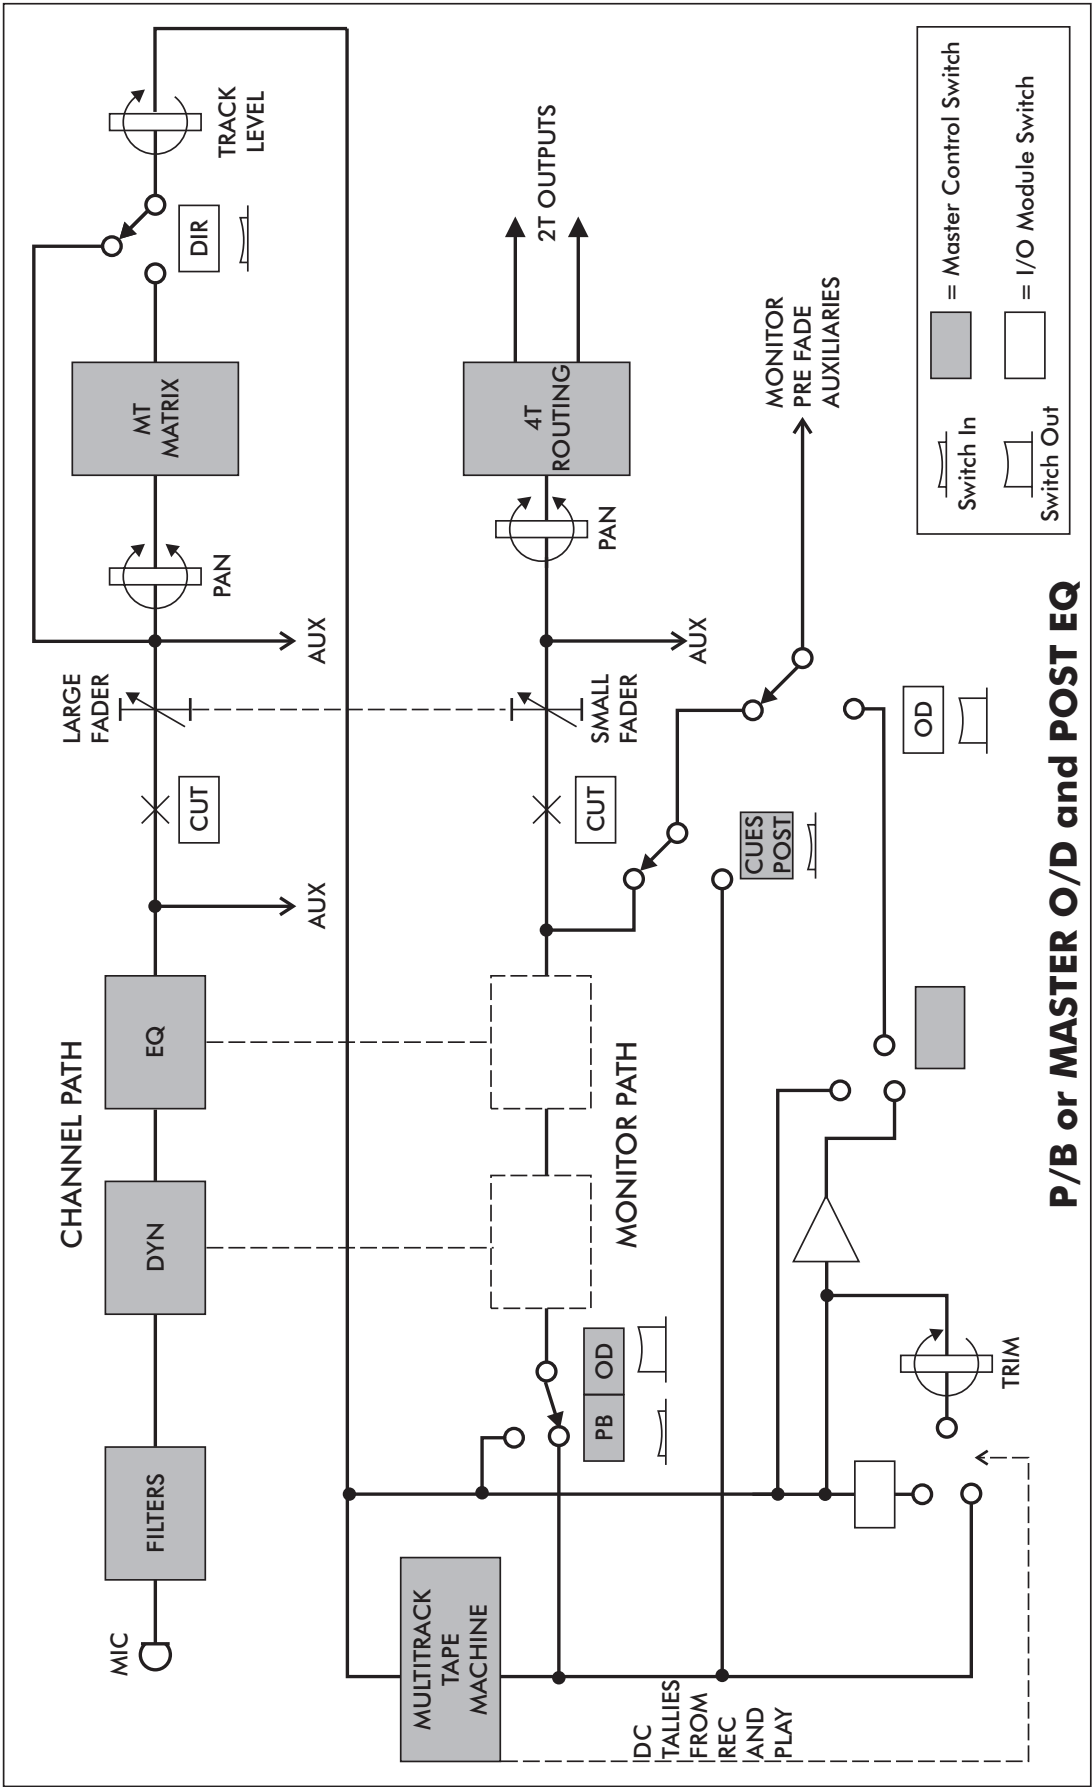 CHANNEL PATH
MIC
FILTERS
DYN
EQ
AUX
CUT
LARGE
FADER
AUX
PAN
MT
MATRIX
DIR
TRACK
LEVEL
MULTITRACK
TAPE
MACHINE
PB
OD
MONITOR PATH
CUT
SMALL
FADER
AUX
PAN
4T
ROUTING
2T OUTPUTS
DC
TALLIES
FROM
REC
AND
PLAY
CUES
POST
MONITOR
PRE FADE
AUXILIARIES
TRIM
OD
Switch In
= Master Control Switch
Switch Out
= I/O Module Switch
P/B or MASTER O/D and POST EQ